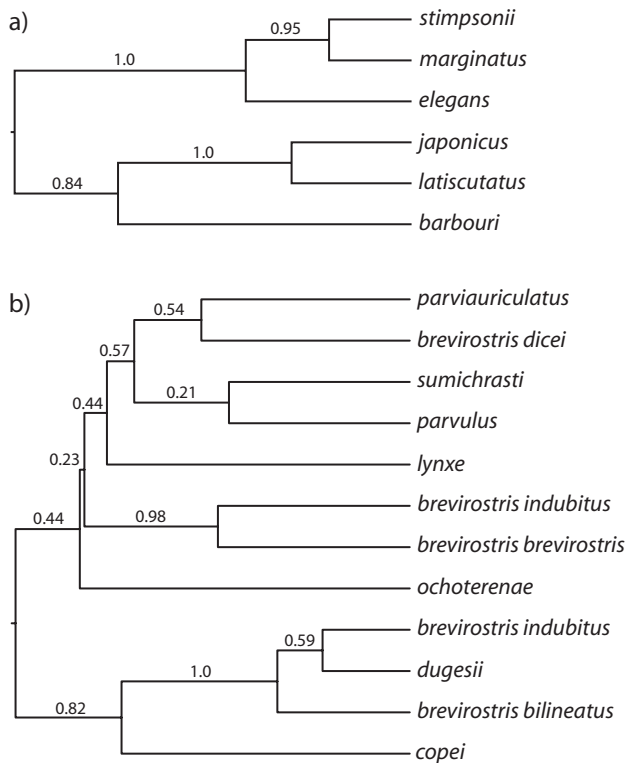 a)
stimpsonii
0.95
marginatus
1.0
elegans
japonicus
1.0
latiscutatus
0.84
barbouri
b)
parviauriculatus
0.54
brevirostris dicei
0.57
sumichrasti
0.21
0.44
parvulus
0.23
lynxe
brevirostris indubitus
0.98
0.44
brevirostris brevirostris
ochoterenae
brevirostris indubitus
0.59
dugesii
1.0
brevirostris bilineatus
0.82
copei